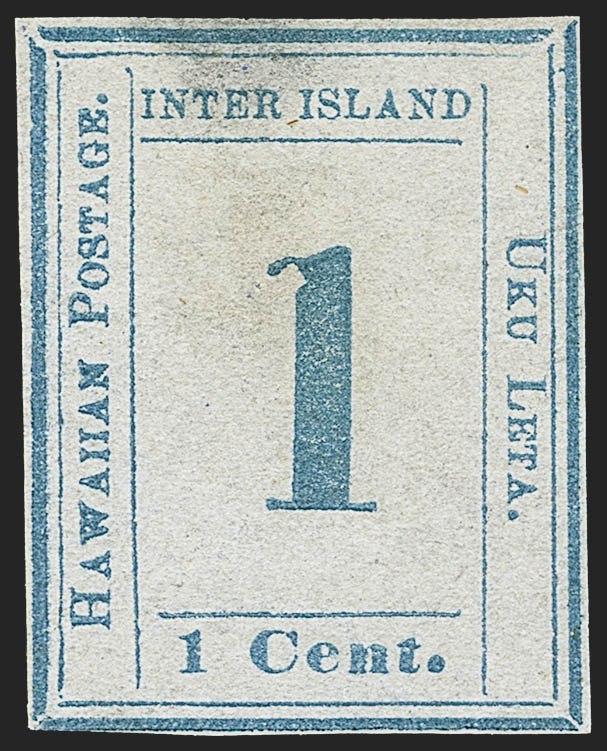 INTER ISLAND
HAWAIIAN POSTAGE.
1
UKU LETA.
1 Cent.